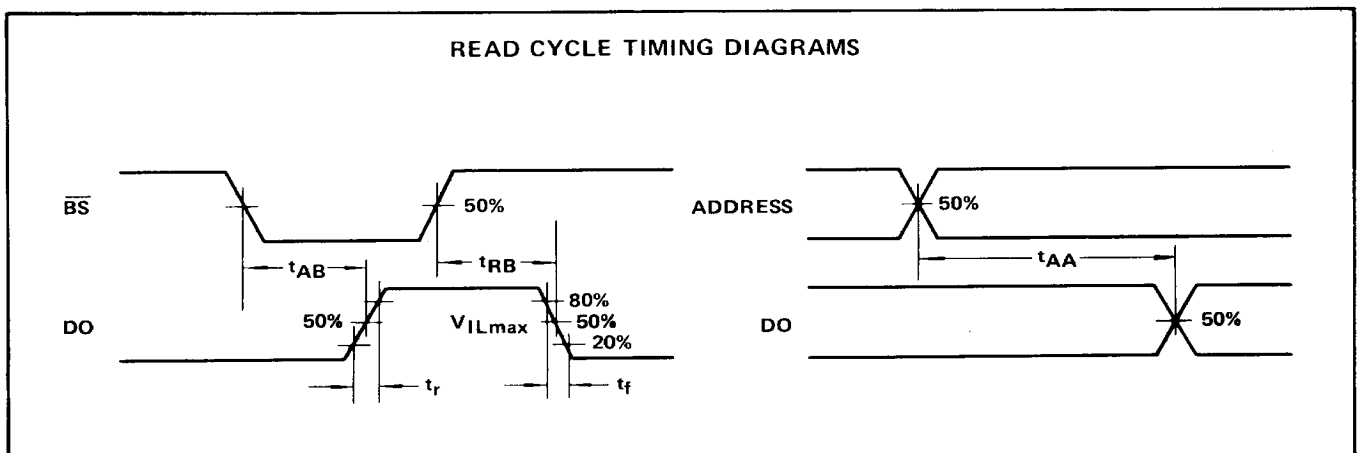 READ CYCLE TIMING DIAGRAMS
B̅S̅
50%
tAB
tRB
DO
50%
VILmax
80%
50%
20%
tr
tf
ADDRESS
50%
tAA
DO
50%